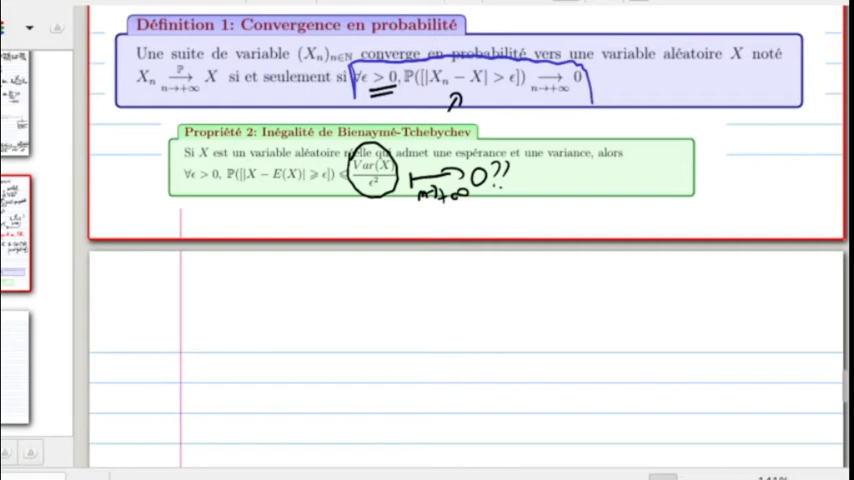 Définition 1: Convergence en probabilité
Une suite de variable (Xₙ)ₙ∈ℕ converge en probabilité vers une variable aléatoire X noté
Xₙ ℙ⟶n→+∞ X si et seulement si ∀ϵ > 0, ℙ([|Xₙ − X| > ϵ]) ⟶n→+∞ 0
Propriété 2: Inégalité de Bienaymé-Tchebychev
Si X est un variable aléatoire réelle qui admet une espérance et une variance, alors
∀ϵ > 0, ℙ([|X − E(X)| ⩾ ϵ]) ⩽ Var(X)/ϵ² ⟼n→+∞ 0??